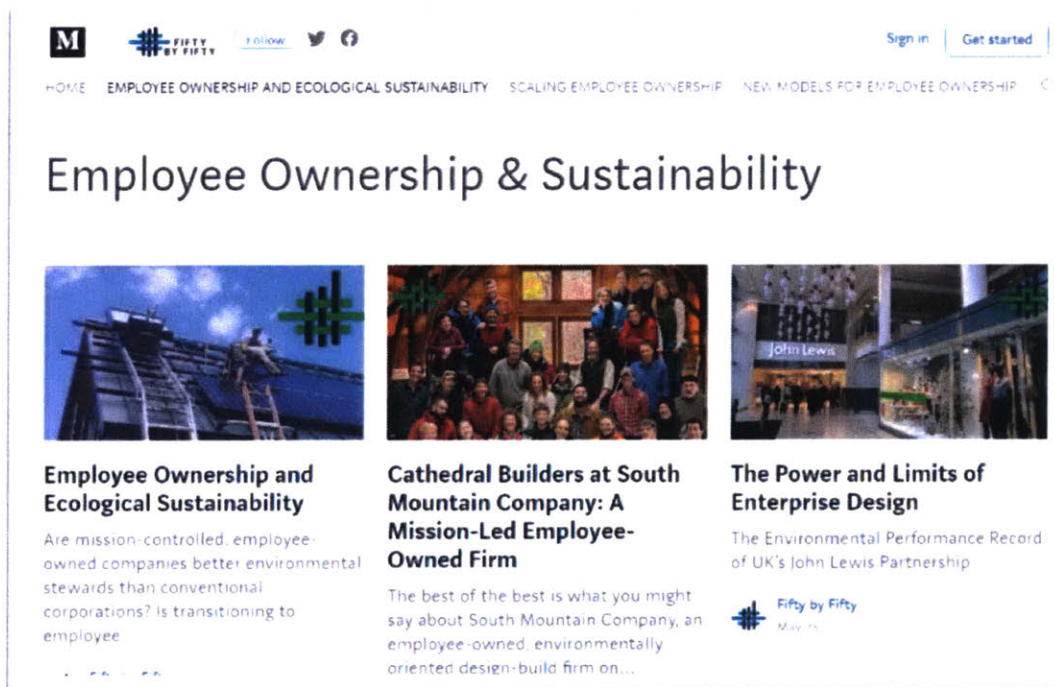 M
FIFTY
BY FIFTY
Follow
Sign in
Get started
HOME EMPLOYEE OWNERSHIP AND ECOLOGICAL SUSTAINABILITY SCALING EMPLOYEE OWNERSHIP NEW MODELS FOR EMPLOYEE OWNERSHIP
Employee Ownership & Sustainability
Employee Ownership and
Ecological Sustainability
Are mission-controlled, employee-
owned companies better environmental
stewards than conventional
corporations? Is transitioning to
employee
Cathedral Builders at South
Mountain Company: A
Mission-Led Employee-
Owned Firm
The best of the best is what you might
say about South Mountain Company, an
employee-owned, environmentally
oriented design-build firm on...
John Lewis
The Power and Limits of
Enterprise Design
The Environmental Performance Record
of UK's John Lewis Partnership
Fifty by Fifty
May